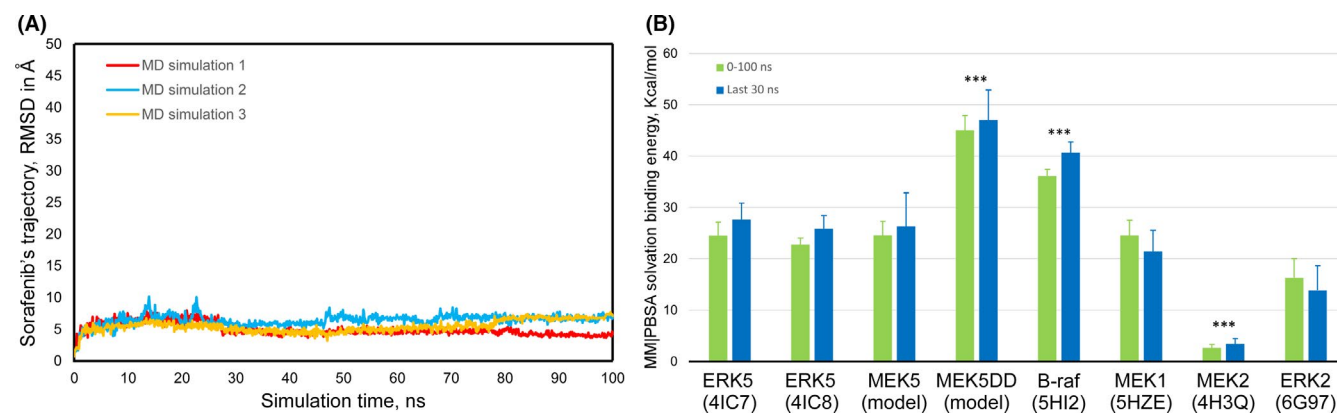 (A)
Sorafenib's trajectory, RMSD in Å
50
45
40
35
30
25
20
15
10
5
0
MD simulation 1
MD simulation 2
MD simulation 3
0 10 20 30 40 50 60 70 80 90 100
Simulation time, ns
(B)
MM|PBSA solvation binding energy, Kcal/mol
60
50
40
30
20
10
0
0-100 ns
Last 30 ns
***
***
***
ERK5 ERK5 MEK5 MEK5DD B-raf MEK1 MEK2 ERK2
(4IC7) (4IC8) (model) (model) (5HI2) (5HZE) (4H3Q) (6G97)